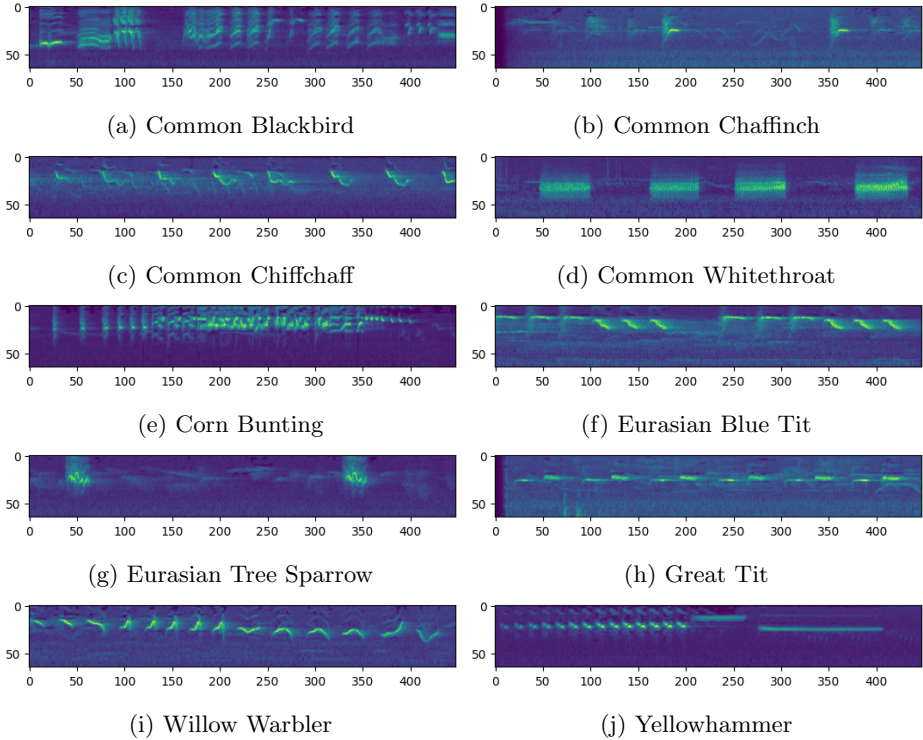 0
50
0 50 100 150 200 250 300 350 400
(a) Common Blackbird
0
50
0 50 100 150 200 250 300 350 400
(b) Common Chaffinch
0
50
0 50 100 150 200 250 300 350 400
(c) Common Chiffchaff
0
50
0 50 100 150 200 250 300 350 400
(d) Common Whitethroat
0
50
0 50 100 150 200 250 300 350 400
(e) Corn Bunting
0
50
0 50 100 150 200 250 300 350 400
(f) Eurasian Blue Tit
0
50
0 50 100 150 200 250 300 350 400
(g) Eurasian Tree Sparrow
0
50
0 50 100 150 200 250 300 350 400
(h) Great Tit
0
50
0 50 100 150 200 250 300 350 400
(i) Willow Warbler
0
50
0 50 100 150 200 250 300 350 400
(j) Yellowhammer